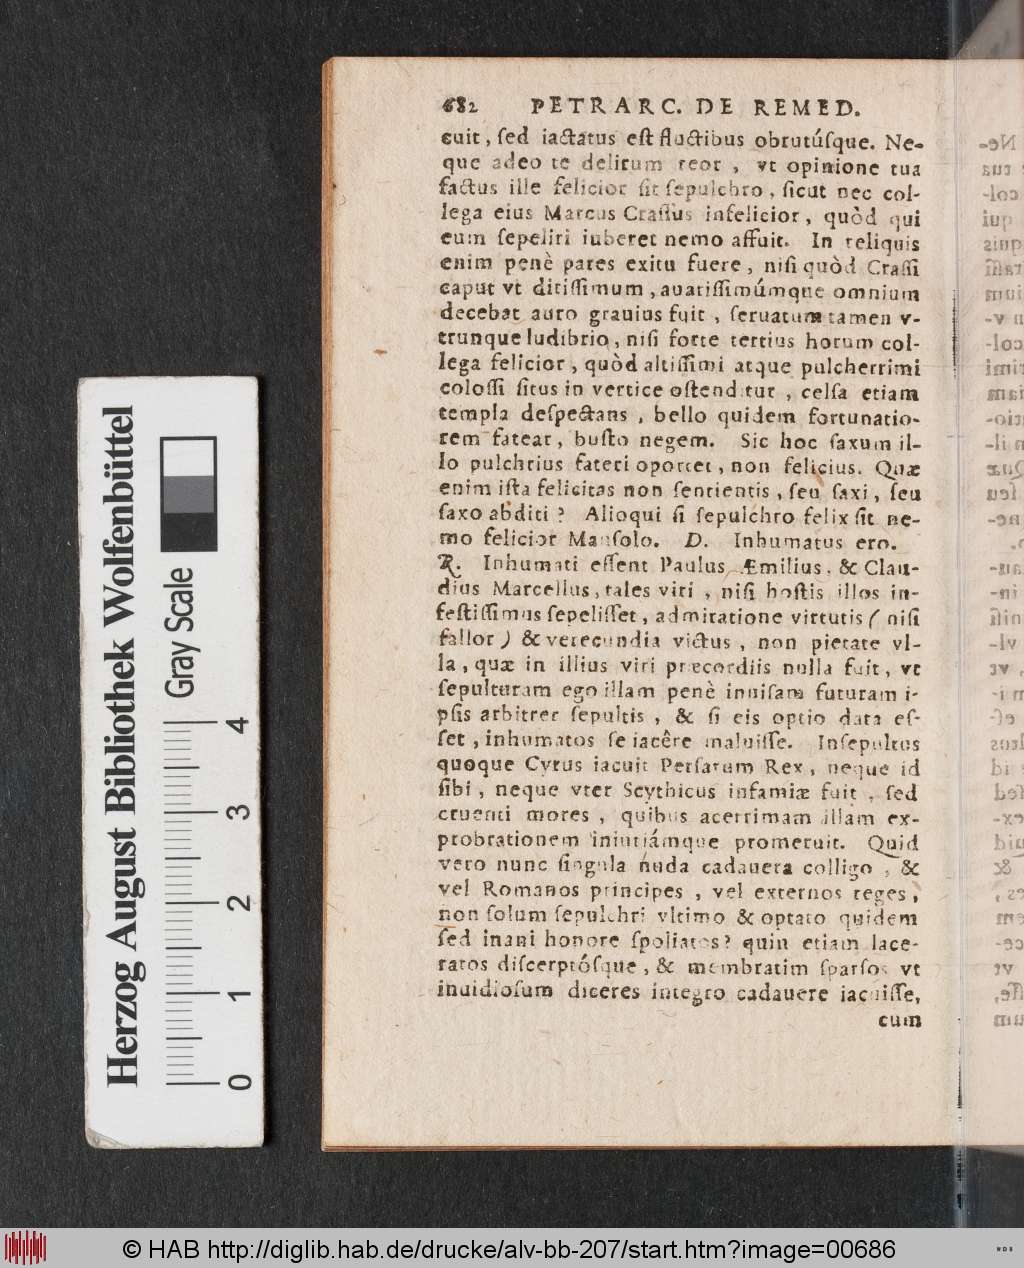 682 PETRARC. DE REMED.
cuit, ſed iactatus eſt fluctibus obrutúſque. Ne-
que adeo te delirum reor, vt opinione tua
factus ille felicior ſit ſepulchro, ſicut nec col-
lega eius Marcus Craſſus infelicior, quòd qui
eum ſepeliri iuberet nemo affuit. In reliquis
enim penè pares exitu fuere, niſi quòd Craſſi
caput vt ditiſſimum, auariſſimúmque omnium
decebat auro grauius fuit, ſeruatum tamen v-
trunque ludibrio, niſi forte tertius horum col-
lega felicior, quòd altiſſimi atque pulcherrimi
coloſſi ſitus in vertice oſtenditur, celſa etiam
templa deſpectans, bello quidem fortunatio-
rem fatear, buſto negem. Sic hoc ſaxum il-
lo pulchrius fateri oportet, non felicius. Quæ
enim iſta felicitas non ſentientis, ſeu ſaxi, ſeu
ſaxo abditi? Alioqui ſi ſepulchro felix ſit ne-
mo felicior Mauſolo. D. Inhumatus ero.
R. Inhumati eſſent Paulus Æmilius, & Clau-
dius Marcellus, tales viri, niſi hoſtis illos in-
feſtiſſimus ſepeliſſet, admiratione virtutis (niſi
fallor) & verecundia victus, non pietate vl-
la, quæ in illius viri præcordiis nulla fuit, vt
ſepulturam ego illam penè inuiſam futuram i-
pſis arbitrer ſepultis, & ſi eis optio data eſ-
ſet, inhumatos ſe iacêre maluiſſe. Inſepultus
quoque Cyrus iacuit Perſarum Rex, neque id
ſibi, neque vter Scythicus infamiæ fuit, ſed
cruenti mores, quibus acerrimam illam ex-
probrationem iniuriámque promeruit. Quid
vero nunc ſingula nuda cadauera colligo, &
vel Romanos principes, vel externos reges,
non ſolum ſepulchri vltimo & optato quidem
ſed inani honore ſpoliatos? quin etiam lace-
ratos diſcerptóſque, & membratim ſparſos vt
inuidioſum diceres integro cadauere iacuiſſe,
cum
Herzog August Bibliothek Wolfenbüttel
Gray Scale
0 1 2 3 4
© HAB http://diglib.hab.de/drucke/alv-bb-207/start.htm?image=00686